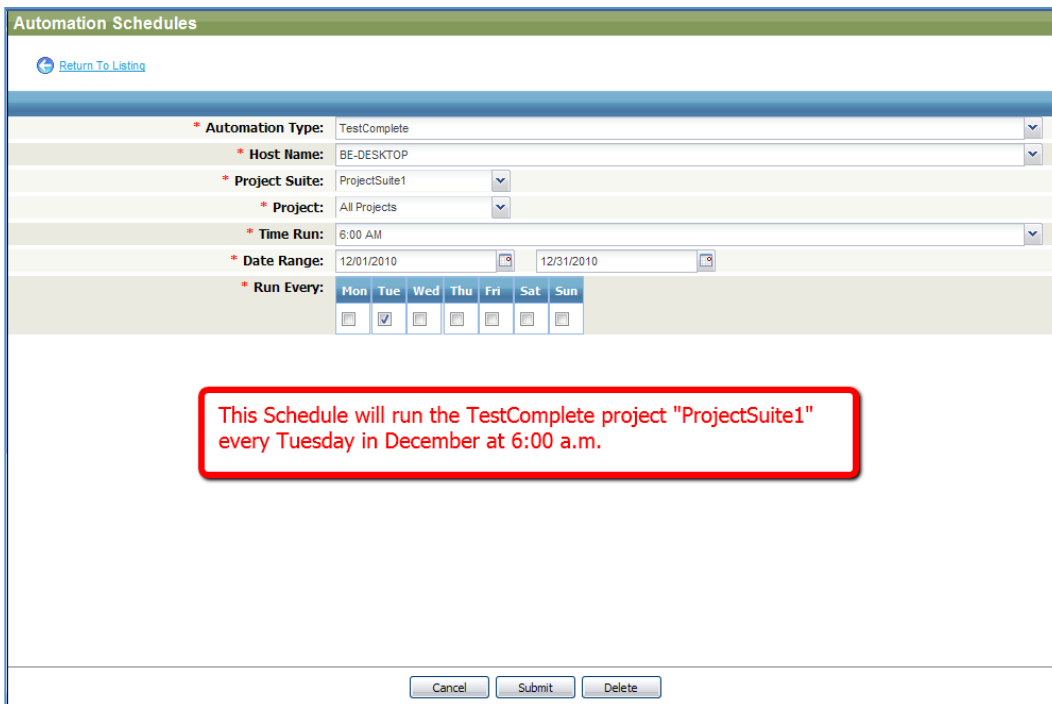 Automation Schedules
Return To Listing
* Automation Type: TestComplete
* Host Name: BE-DESKTOP
* Project Suite: ProjectSuite1
* Project: All Projects
* Time Run: 6:00 AM
* Date Range: 12/01/2010 12/31/2010
* Run Every: Mon Tue Wed Thu Fri Sat Sun
This Schedule will run the TestComplete project "ProjectSuite1"
every Tuesday in December at 6:00 a.m.
Cancel Submit Delete